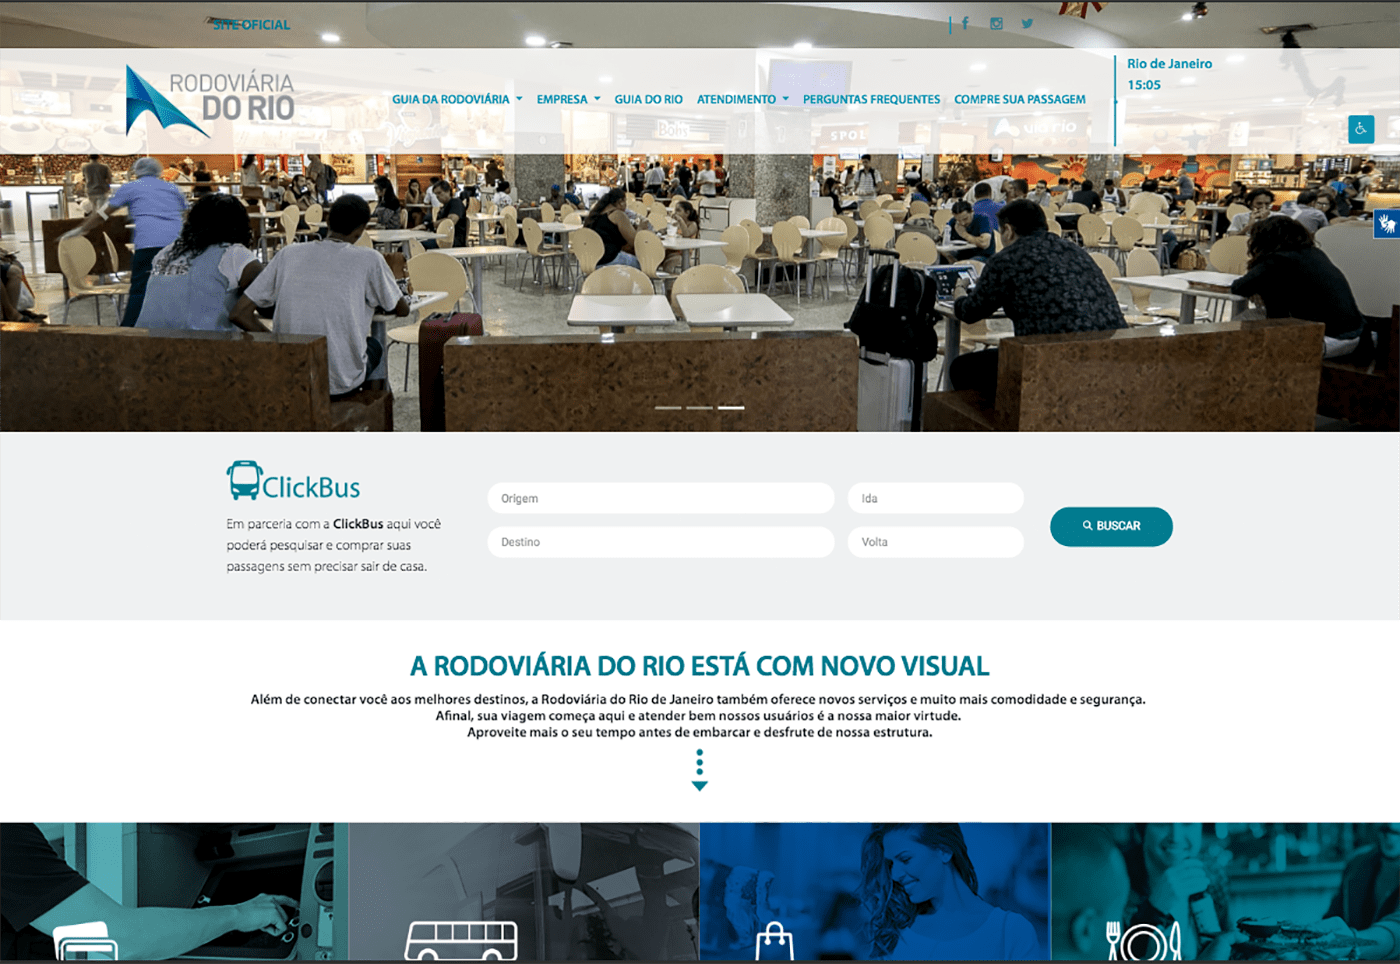 SITE OFICIAL
RODOVIÁRIA
DO RIO
GUIA DA RODOVIÁRIA
EMPRESA
GUIA DO RIO
ATENDIMENTO
PERGUNTAS FREQUENTES
COMPRE SUA PASSAGEM
Rio de Janeiro
15:05
Bob's
SPOL
ClickBus
Em parceria com a ClickBus aqui você
poderá pesquisar e comprar suas
passagens sem precisar sair de casa.
Origem
Ida
Destino
Volta
BUSCAR
A RODOVIÁRIA DO RIO ESTÁ COM NOVO VISUAL
Além de conectar você aos melhores destinos, a Rodoviária do Rio de Janeiro também oferece novos serviços e muito mais comodidade e segurança.
Afinal, sua viagem começa aqui e atender bem nossos usuários é a nossa maior virtude.
Aproveite mais o seu tempo antes de embarcar e desfrute de nossa estrutura.